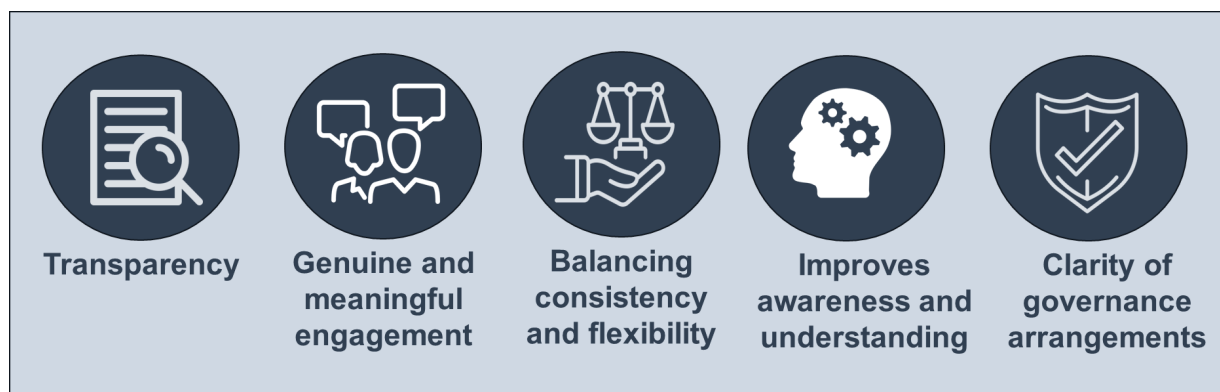 Transparency
Genuine and
meaningful
engagement
Balancing
consistency
and flexibility
Improves
awareness and
understanding
Clarity of
governance
arrangements